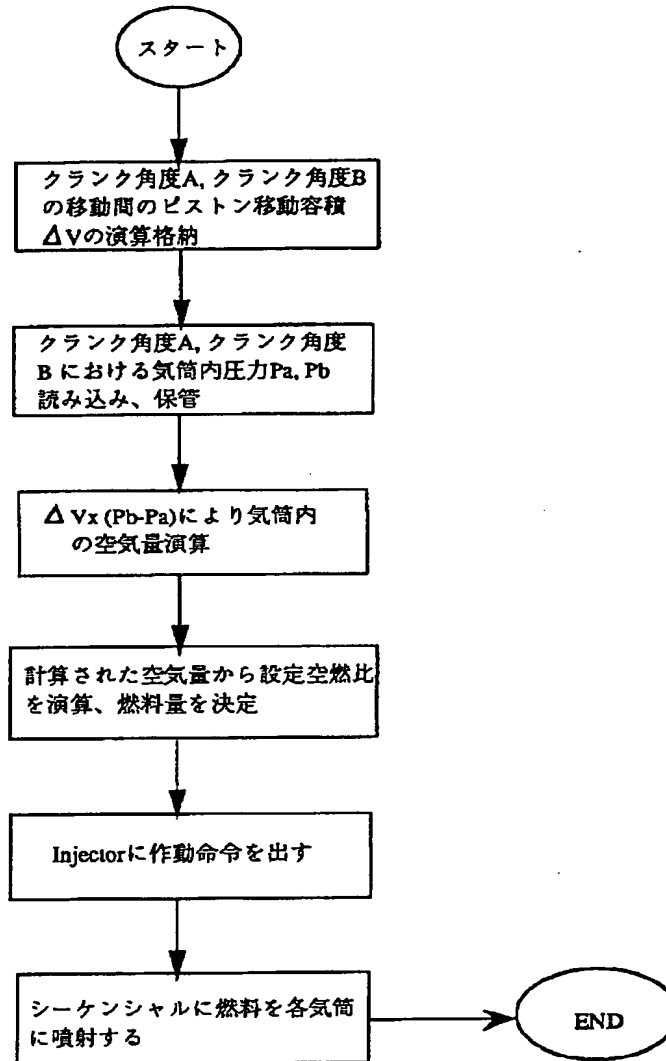 スタート
クランク角度A, クランク角度B
の移動間のピストン移動容積
ΔVの演算格納
クランク角度A, クランク角度
B における気筒内圧力Pa, Pb
読み込み、保管
Δ Vx (Pb-Pa)により気筒内
の空気量演算
計算された空気量から設定空燃比
を演算、燃料量を決定
Injectorに作動命令を出す
シーケンシャルに燃料を各気筒
に噴射する
END